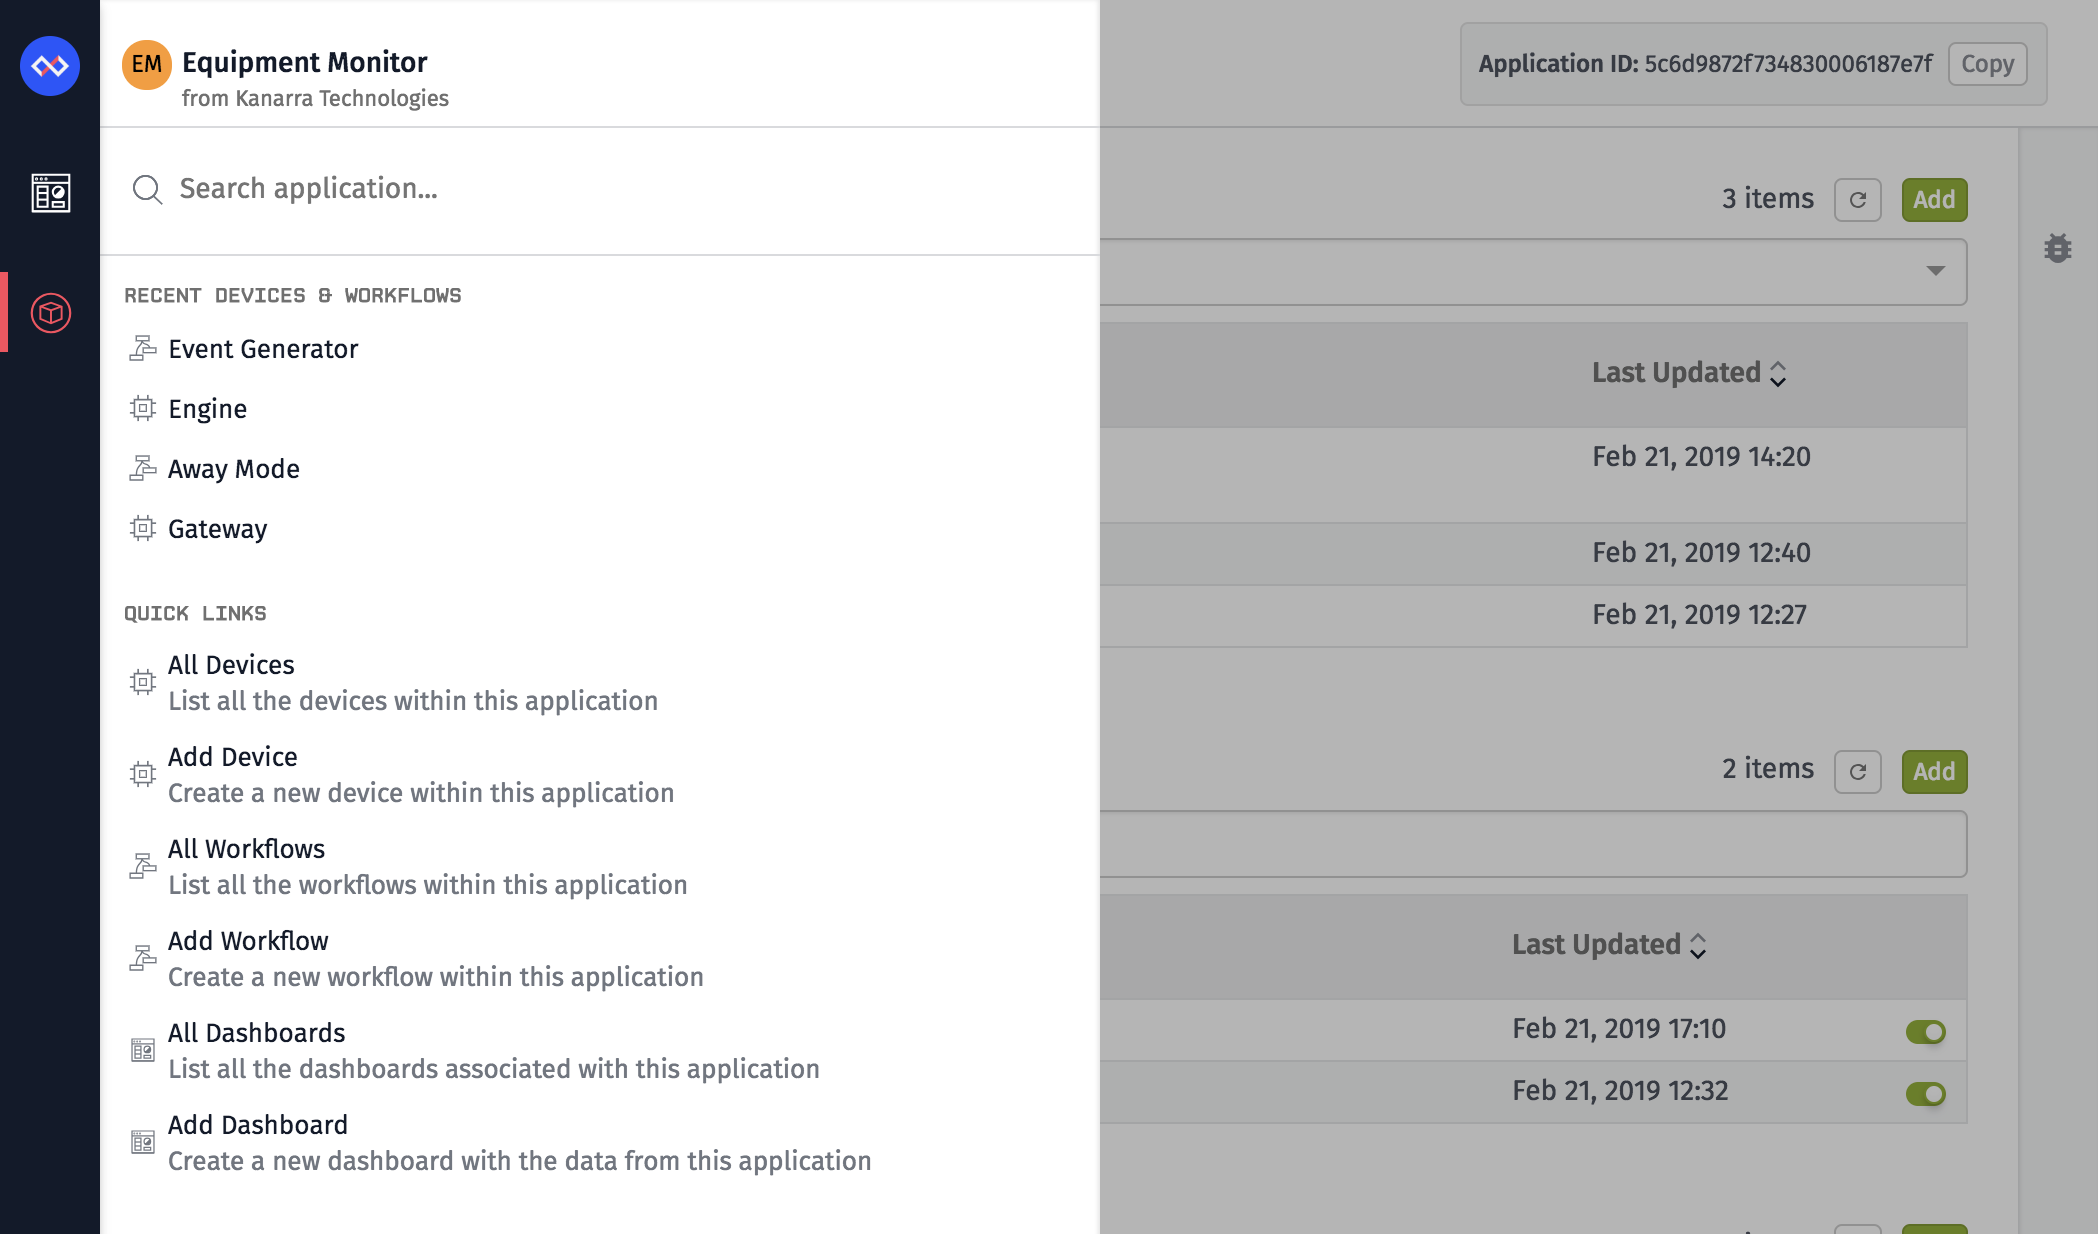 EM
Equipment Monitor
from Kanarra Technologies
Application ID: 5c6d9872f734830006187e7f
Copy
Search application...
3 items
Add
RECENT DEVICES & WORKFLOWS
Event Generator
Engine
Away Mode
Gateway
Last Updated
Feb 21, 2019 14:20
Feb 21, 2019 12:40
Feb 21, 2019 12:27
QUICK LINKS
All Devices
List all the devices within this application
Add Device
Create a new device within this application
All Workflows
List all the workflows within this application
Add Workflow
Create a new workflow within this application
All Dashboards
List all the dashboards associated with this application
Add Dashboard
Create a new dashboard with the data from this application
2 items
Add
Last Updated
Feb 21, 2019 17:10
Feb 21, 2019 12:32